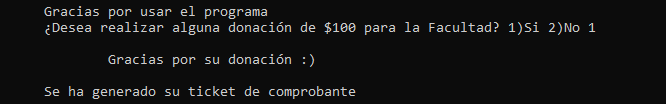 Gracias por usar el programa
¿Desea realizar alguna donación de $100 para la Facultad? 1)Si 2)No 1
Gracias por su donación :)
Se ha generado su ticket de comprobante